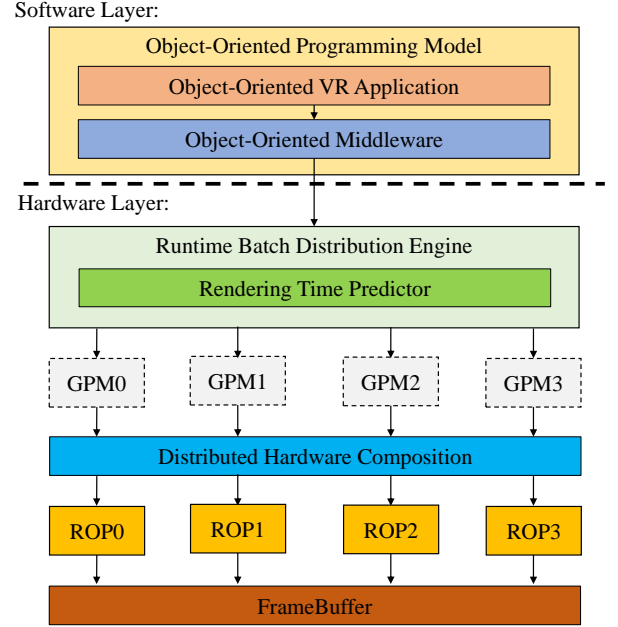 Software Layer:
Object-Oriented Programming Model
Object-Oriented VR Application
Object-Oriented Middleware
Hardware Layer:
Runtime Batch Distribution Engine
Rendering Time Predictor
GPM0 GPM1 GPM2 GPM3
Distributed Hardware Composition
ROP0 ROP1 ROP2 ROP3
FrameBuffer